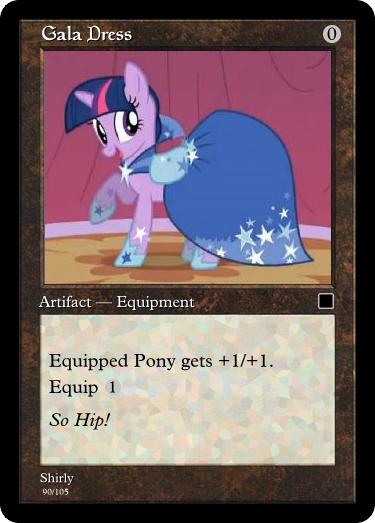 Gala Dress 0
Artifact — Equipment
Equipped Pony gets +1/+1.
Equip 1
So Hip!
Shirly
90/105